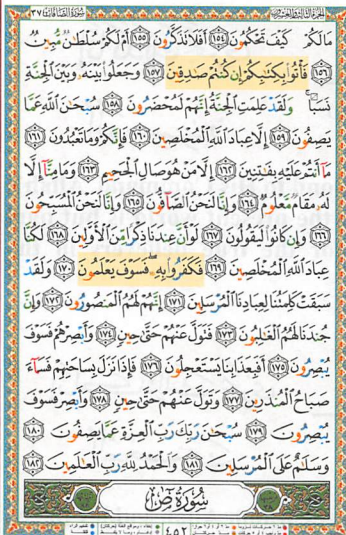 الجزء الثالث والعشرون سورة الصافات ٣٧
مَا لَكُمْ كَيْفَ تَحْكُمُونَ ١٥٤ أَفَلَا تَذَكَّرُونَ ١٥٥ أَمْ لَكُمْ سُلْطَٰنٌ مُّبِينٌ
١٥٦ فَأْتُوا۟ بِكِتَٰبِكُمْ إِن كُنتُمْ صَٰدِقِينَ ١٥٧ وَجَعَلُوا۟ بَيْنَهُۥ وَبَيْنَ ٱلْجِنَّةِ
نَسَبًا ۚ وَلَقَدْ عَلِمَتِ ٱلْجِنَّةُ إِنَّهُمْ لَمُحْضَرُونَ ١٥٨ سُبْحَٰنَ ٱللَّهِ عَمَّا
يَصِفُونَ ١٥٩ إِلَّا عِبَادَ ٱللَّهِ ٱلْمُخْلَصِينَ ١٦٠ فَإِنَّكُمْ وَمَا تَعْبُدُونَ ١٦١
مَآ أَنتُمْ عَلَيْهِ بِفَٰتِنِينَ ١٦٢ إِلَّا مَنْ هُوَ صَالِ ٱلْجَحِيمِ ١٦٣ وَمَا مِنَّآ إِلَّا
لَهُۥ مَقَامٌ مَّعْلُومٌ ١٦٤ وَإِنَّا لَنَحْنُ ٱلصَّآفُّونَ ١٦٥ وَإِنَّا لَنَحْنُ ٱلْمُسَبِّحُونَ
١٦٦ وَإِن كَانُوا۟ لَيَقُولُونَ ١٦٧ لَوْ أَنَّ عِندَنَا ذِكْرًا مِّنَ ٱلْأَوَّلِينَ ١٦٨ لَكُنَّا
عِبَادَ ٱللَّهِ ٱلْمُخْلَصِينَ ١٦٩ فَكَفَرُوا۟ بِهِۦ ۖ فَسَوْفَ يَعْلَمُونَ ١٧٠ وَلَقَدْ
سَبَقَتْ كَلِمَتُنَا لِعِبَادِنَا ٱلْمُرْسَلِينَ ١٧١ إِنَّهُمْ لَهُمُ ٱلْمَنصُورُونَ ١٧٢ وَإِنَّ
جُندَنَا لَهُمُ ٱلْغَٰلِبُونَ ١٧٣ فَتَوَلَّ عَنْهُمْ حَتَّىٰ حِينٍ ١٧٤ وَأَبْصِرْهُمْ فَسَوْفَ
يُبْصِرُونَ ١٧٥ أَفَبِعَذَابِنَا يَسْتَعْجِلُونَ ١٧٦ فَإِذَا نَزَلَ بِسَاحَتِهِمْ فَسَآءَ
صَبَاحُ ٱلْمُنذَرِينَ ١٧٧ وَتَوَلَّ عَنْهُمْ حَتَّىٰ حِينٍ ١٧٨ وَأَبْصِرْ فَسَوْفَ
يُبْصِرُونَ ١٧٩ سُبْحَٰنَ رَبِّكَ رَبِّ ٱلْعِزَّةِ عَمَّا يَصِفُونَ ١٨٠
وَسَلَٰمٌ عَلَى ٱلْمُرْسَلِينَ ١٨١ وَٱلْحَمْدُ لِلَّهِ رَبِّ ٱلْعَٰلَمِينَ ١٨٢
سُورَةُ صٓ
٤٥٢